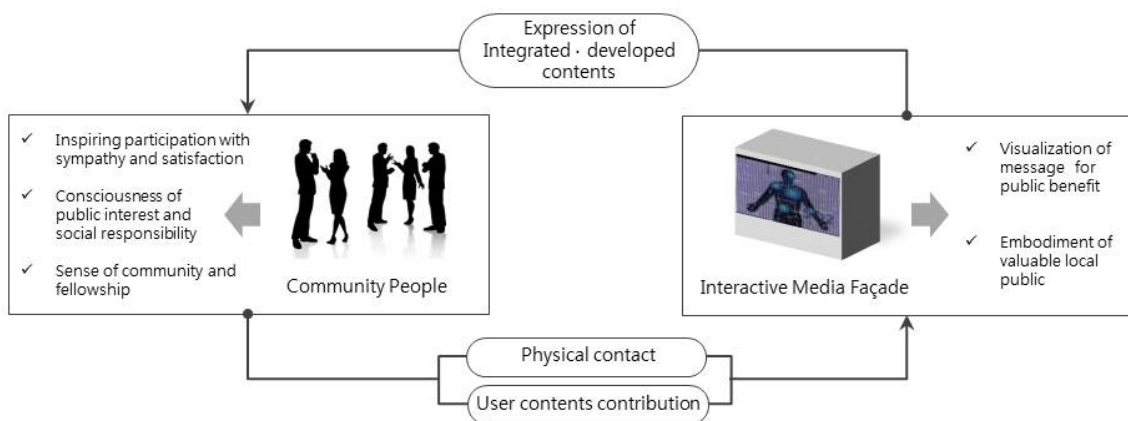 Expression of
Integrated · developed
contents
✓ Inspiring participation with
sympathy and satisfaction
✓ Consciousness of
public interest and
social responsibility
✓ Sense of community and
fellowship
Community People
Interactive Media Façade
✓ Visualization of
message for
public benefit
✓ Embodiment of
valuable local
public
Physical contact
User contents contribution